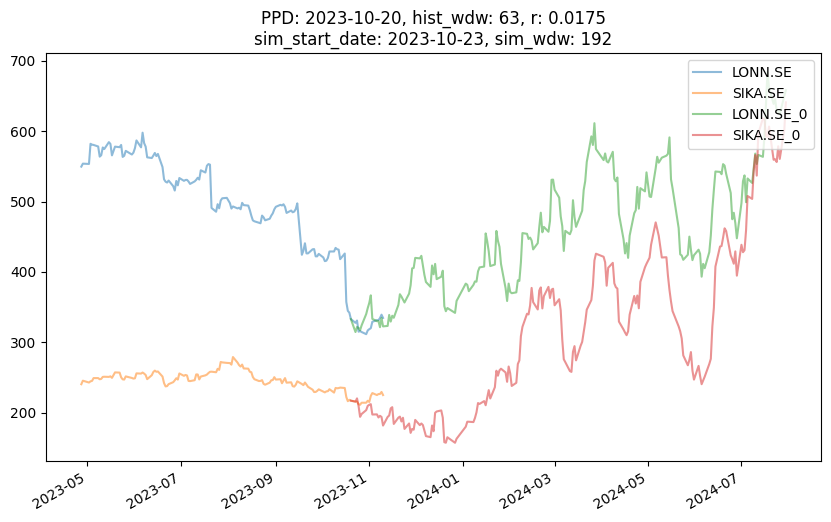 PPD: 2023-10-20, hist_wdw: 63, r: 0.0175
sim_start_date: 2023-10-23, sim_wdw: 192
700
600
500
400
300
200
LONN.SE
SIKA.SE
LONN.SE_0
SIKA.SE_0
2023-05
2023-07
2023-09
2023-11
2024-01
2024-03
2024-05
2024-07